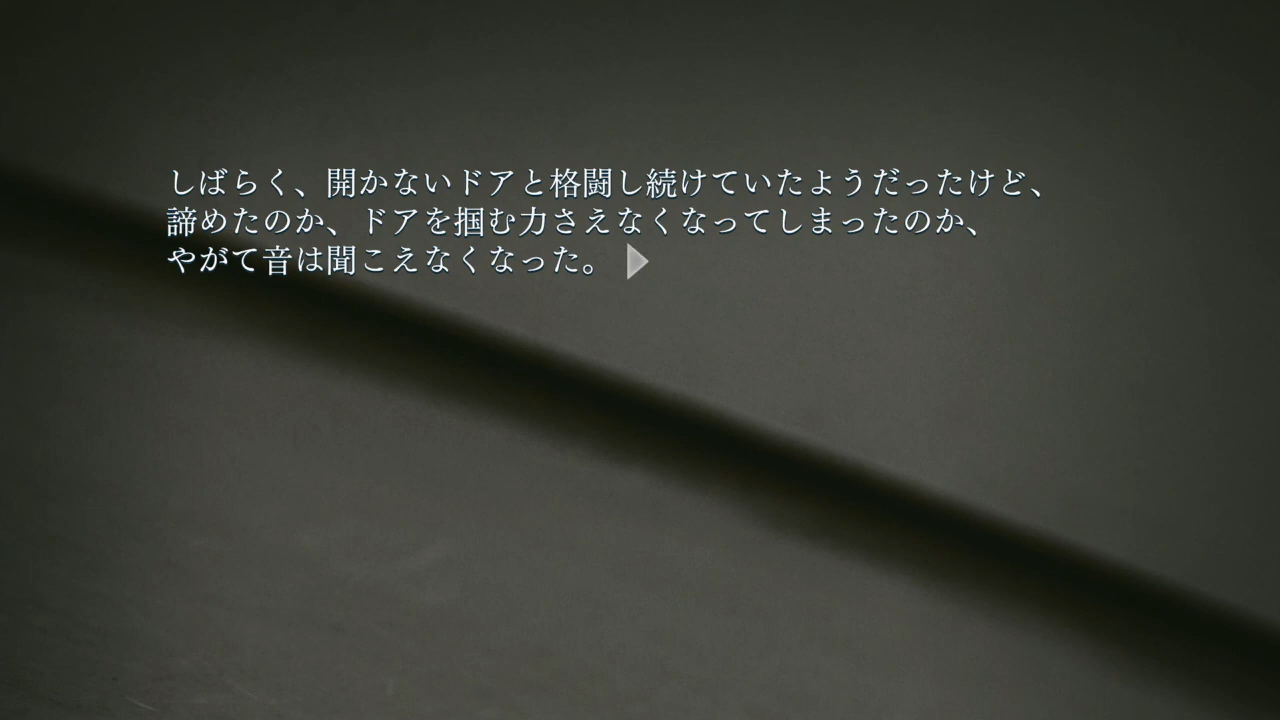 しばらく、開かないドアと格闘し続けていたようだったけど、
諦めたのか、ドアを掴む力さえなくなってしまったのか、
やがて音は聞こえなくなった。